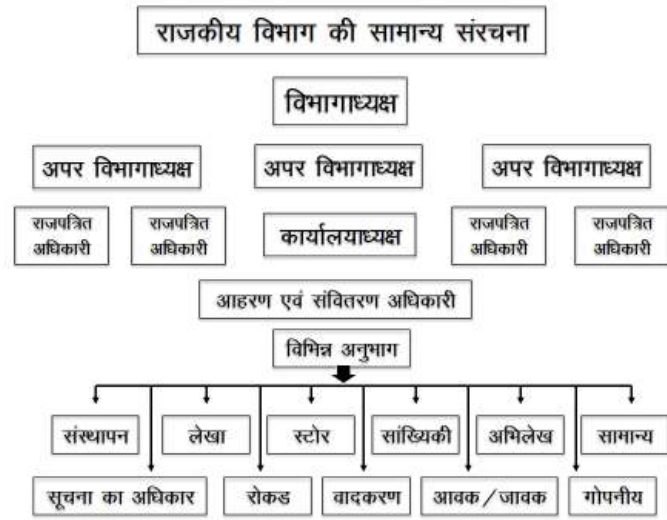 राजकीय विभाग की सामान्य संरचना
विभागाध्यक्ष
अपर विभागाध्यक्ष अपर विभागाध्यक्ष अपर विभागाध्यक्ष
राजपत्रित अधिकारी राजपत्रित अधिकारी कार्यालयाध्यक्ष राजपत्रित अधिकारी राजपत्रित अधिकारी
आहरण एवं संवितरण अधिकारी
विभिन्न अनुभाग
संस्थापन लेखा स्टोर सांख्यिकी अभिलेख सामान्य
सूचना का अधिकार रोकड वादकरण आवक/जावक गोपनीय